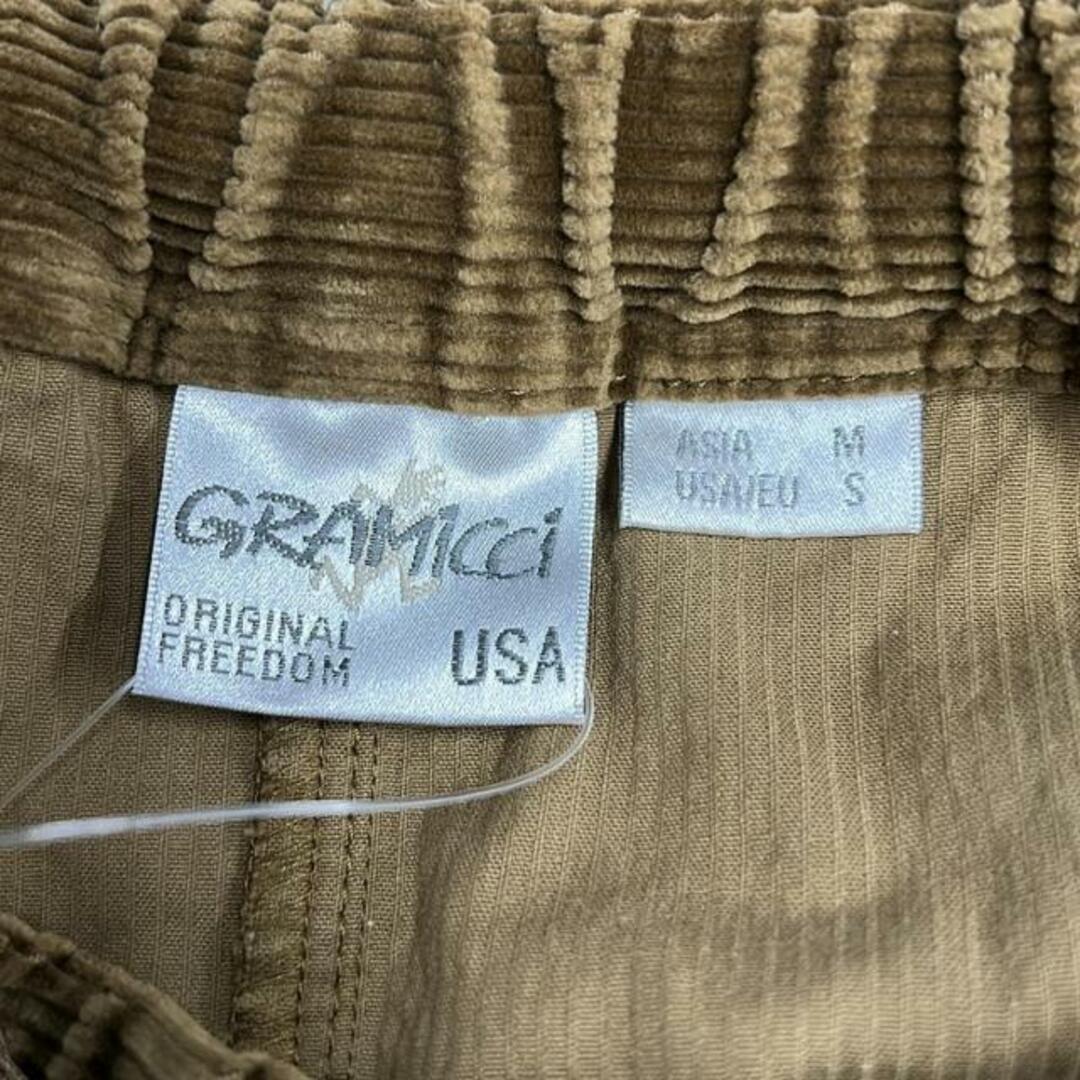 GRAMICCI
ORIGINAL
FREEDOM
USA
ASIA M
USA/EU S